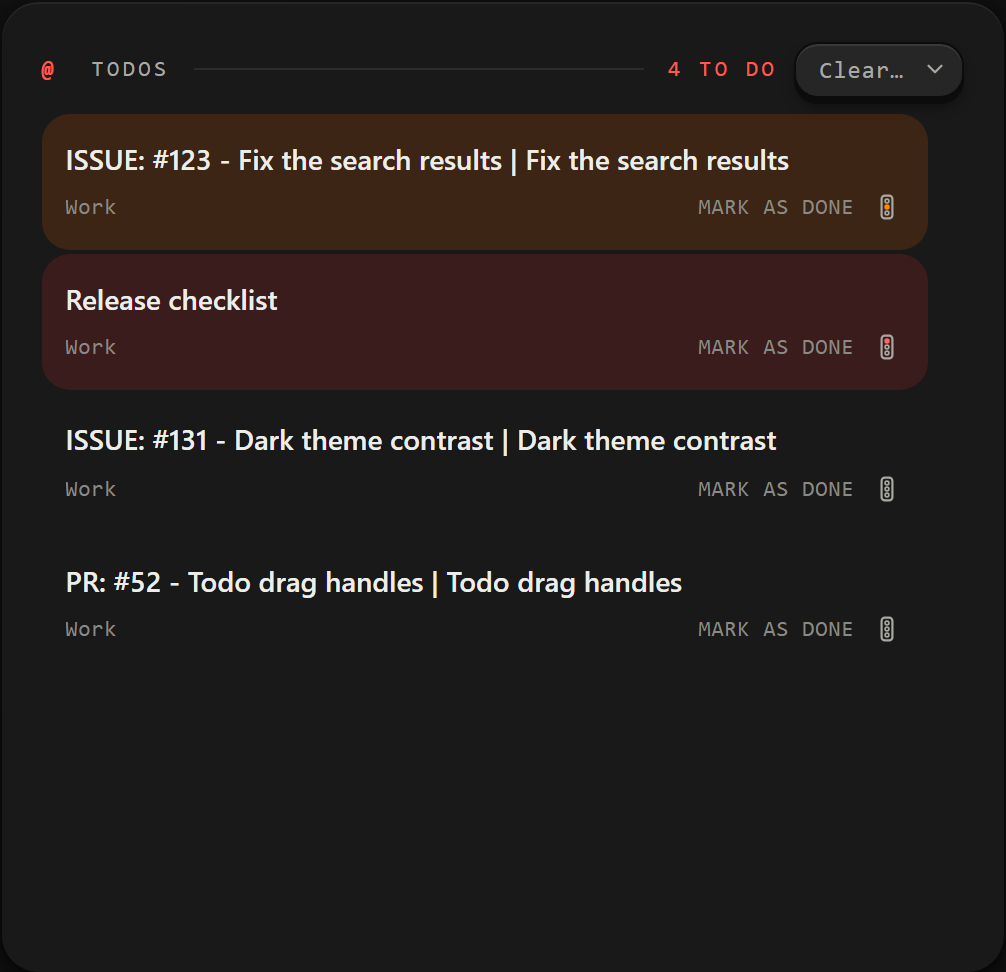 @ TODOS 4 TO DO Clear…
ISSUE: #123 - Fix the search results | Fix the search results
Work MARK AS DONE
Release checklist
Work MARK AS DONE
ISSUE: #131 - Dark theme contrast | Dark theme contrast
Work MARK AS DONE
PR: #52 - Todo drag handles | Todo drag handles
Work MARK AS DONE